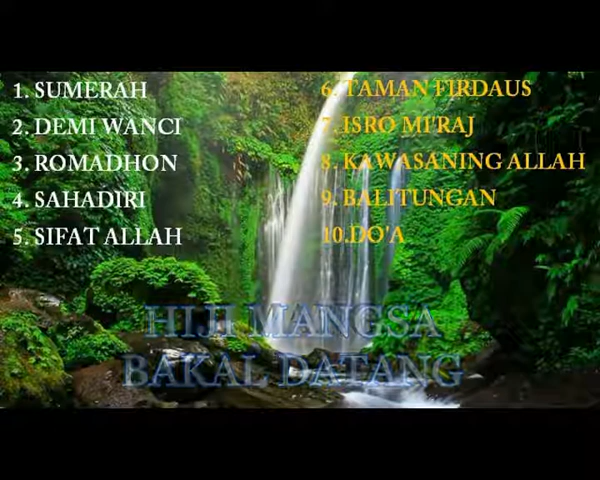 1. SUMERAH
2. DEMI WANCI
3. ROMADHON
4. SAHADIRI
5. SIFAT ALLAH
6. TAMAN FIRDAUS
7. ISRO MI'RAJ
8. KAWASANING ALLAH
9. BALITUNGAN
10.DO'A
HIJI MANGSA
BAKAL DATANG